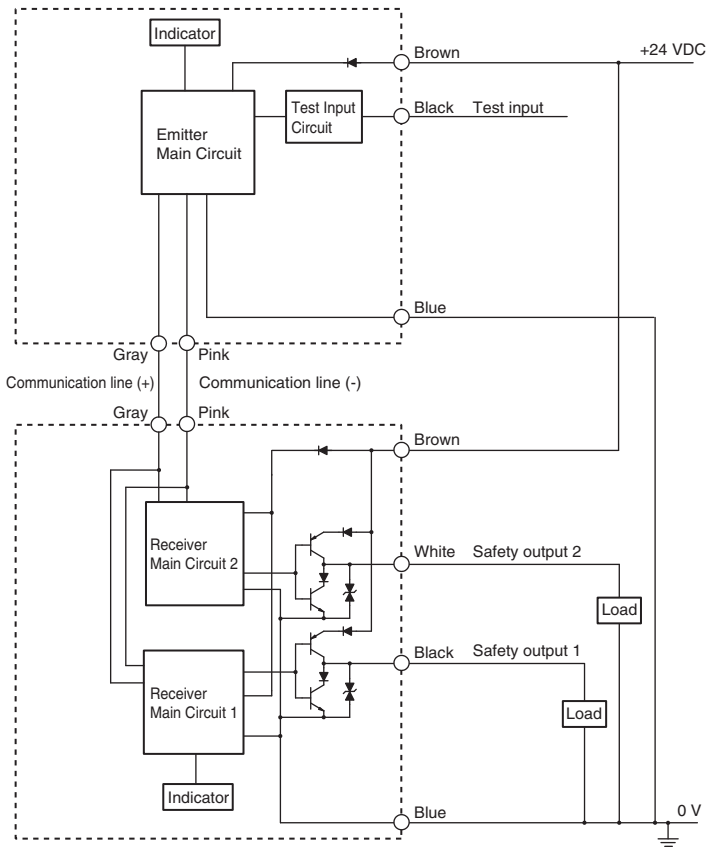 Indicator
Brown
+24 VDC
Test Input
Circuit
Black
Test input
Emitter
Main Circuit
Blue
Gray
Pink
Communication line (+)
Communication line (-)
Gray
Pink
Brown
Receiver
Main Circuit 2
White
Safety output 2
Load
Black
Safety output 1
Receiver
Main Circuit 1
Load
Indicator
Blue
0 V